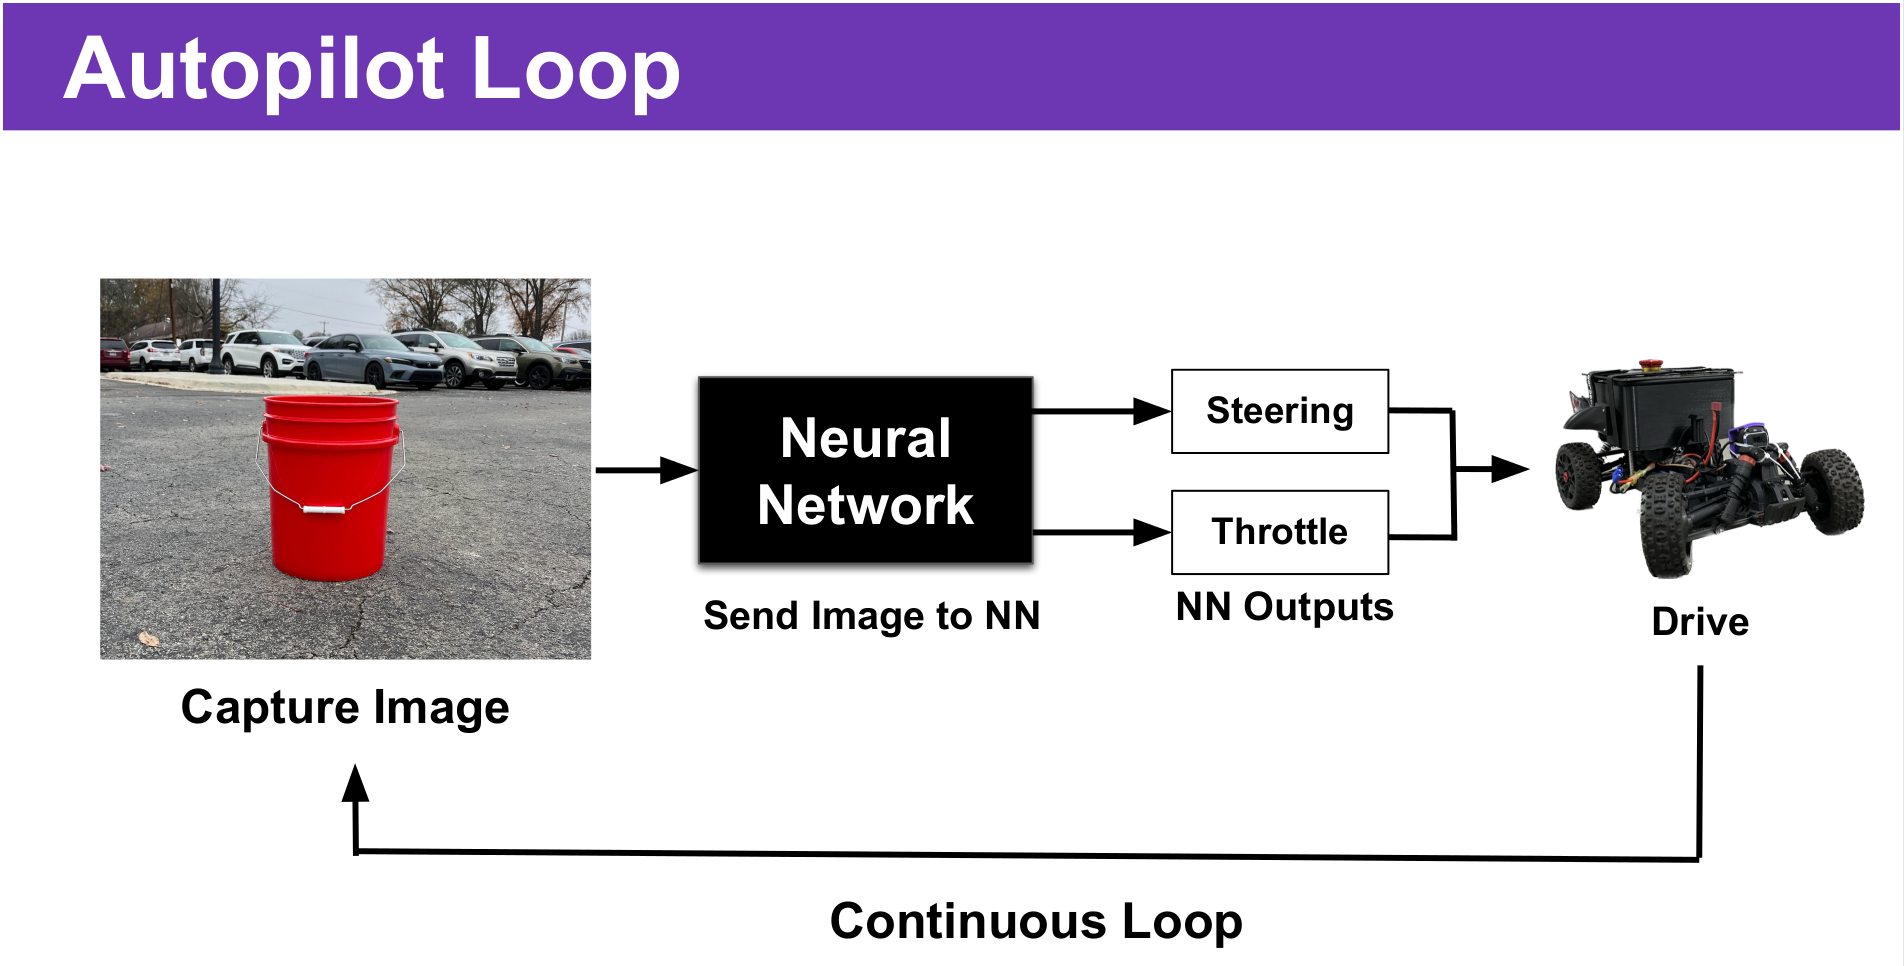 Autopilot Loop
Neural
Network
Steering
Throttle
Send Image to NN
NN Outputs
Drive
Capture Image
Continuous Loop